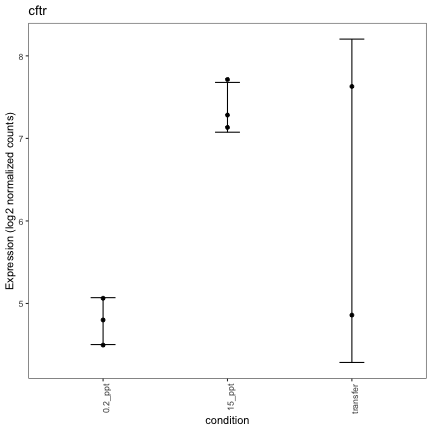 cftr
Expression (log2 normalized counts)
8
7
6
5
0.2_ppt
15_ppt
transfer
condition